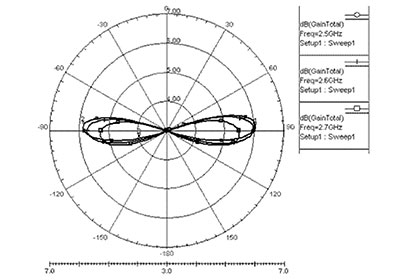 0
7.00
-30
30
3.00
-60
60
5.00
-90
90
-120
120
-150
150
-180
7.0
3.0
7.0
dB(GainTotal)
Freq=2.5GHz
Setup1 : Sweep1
dB(GainTotal)
Freq=2.6GHz
Setup1 : Sweep1
dB(GainTotal)
Freq=2.7GHz
Setup1 : Sweep1